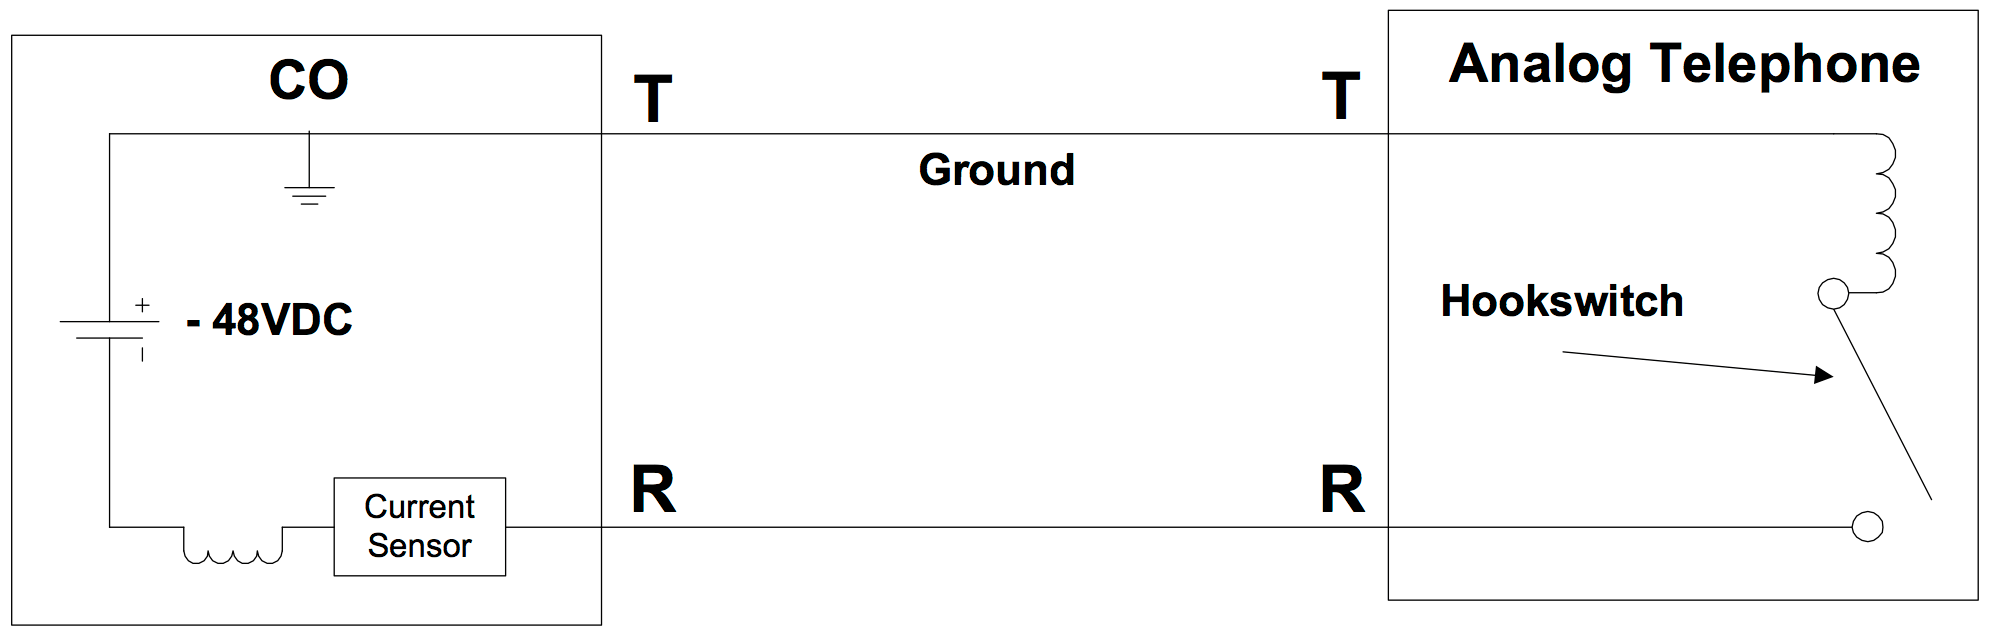 CO
T
T
Analog Telephone
Ground
+
- 48VDC
Hookswitch
R
R
Current
Sensor